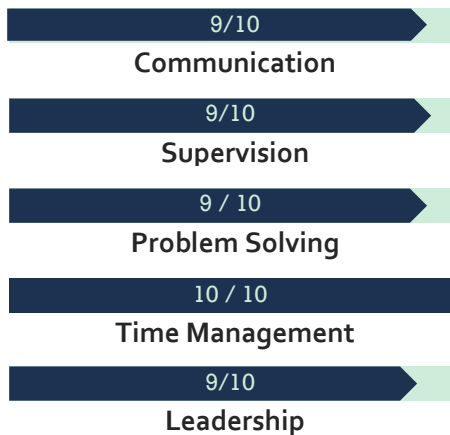 9/10
Communication
9/10
Supervision
9 / 10
Problem Solving
10 / 10
Time Management
9/10
Leadership